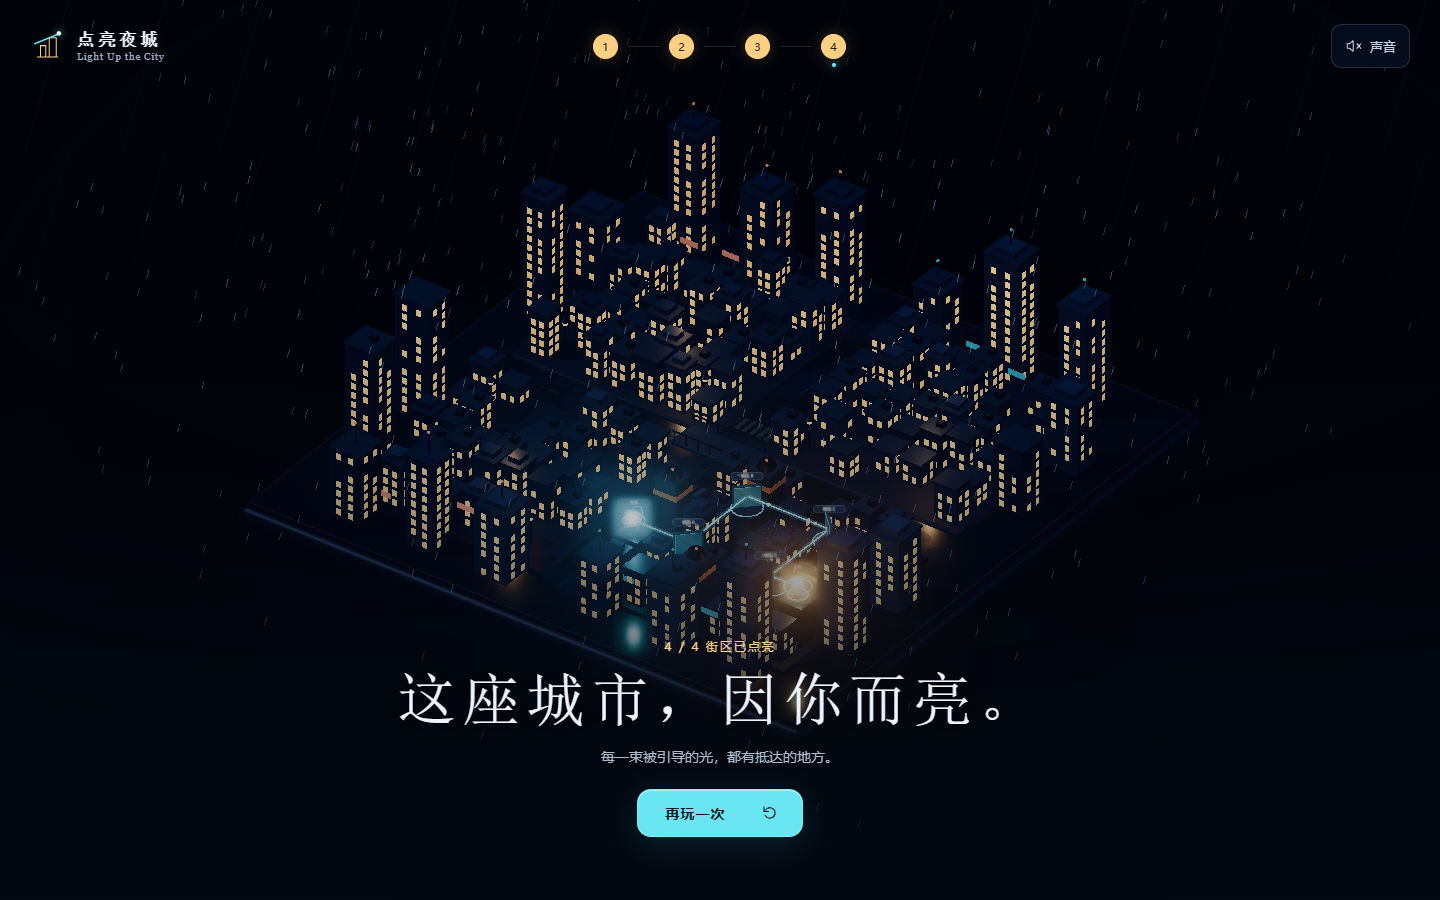 点亮夜城
Light Up the City
1
2
3
4
声音
4 / 4 街区已点亮
这座城市，因你而亮。
每一束被引导的光，都有抵达的地方。
再玩一次